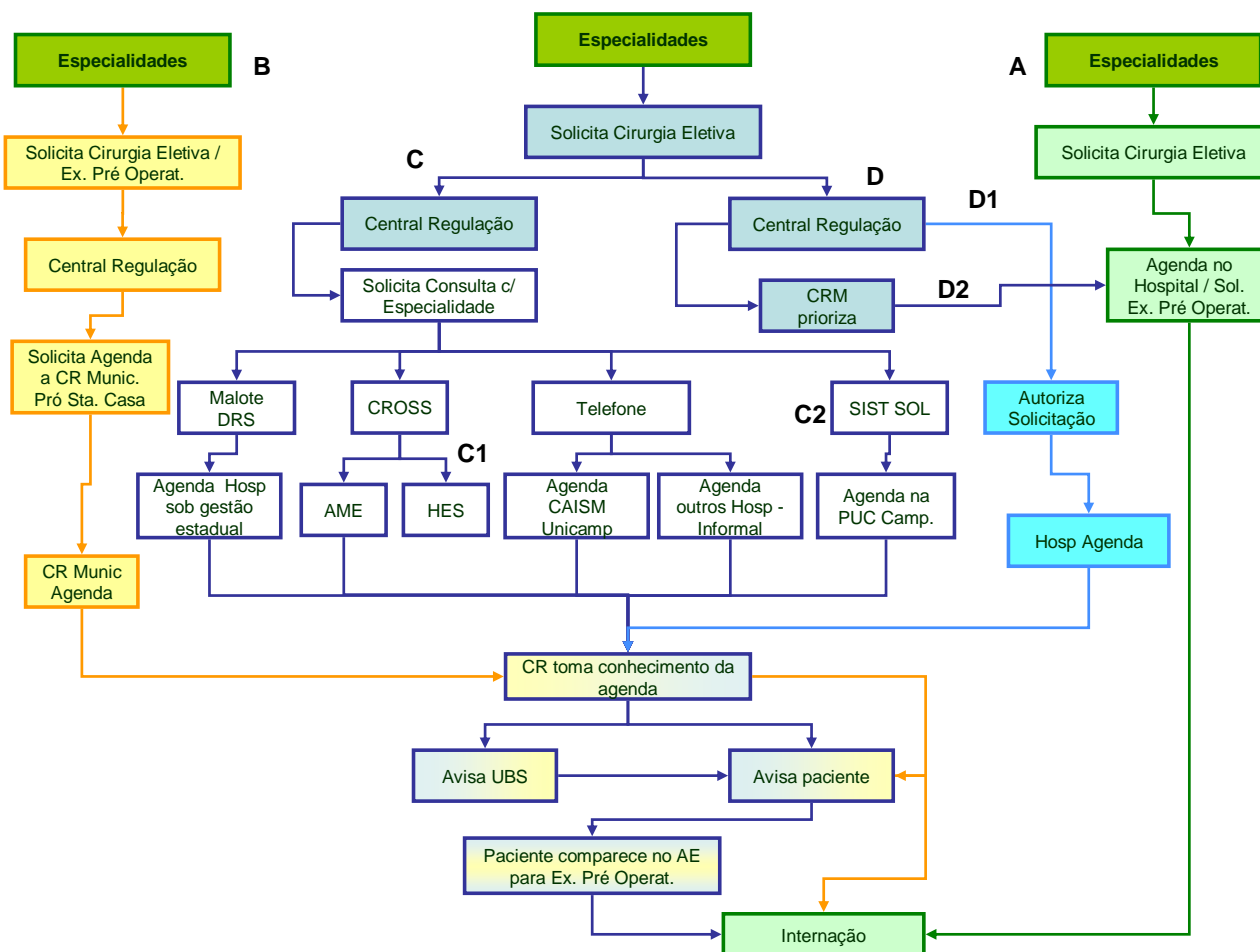 Especialidades
B
Especialidades
A
Especialidades
Solicita Cirurgia Eletiva /
Ex. Pré Operat.
Solicita Cirurgia Eletiva
Solicita Cirurgia Eletiva
C
D
D1
Central Regulação
Central Regulação
Central Regulação
Solicita Consulta c/
Especialidade
CRM
prioriza
D2
Agenda no
Hospital / Sol.
Ex. Pré Operat.
Solicita Agenda
a CR Munic.
Pró Sta. Casa
Malote
DRS
CROSS
Telefone
C2
SIST SOL
Autoriza
Solicitação
C1
Agenda Hosp
sob gestão
estadual
AME
HES
Agenda
CAISM
Unicamp
Agenda
outros Hosp -
Informal
Agenda na
PUC Camp.
Hosp Agenda
CR Munic
Agenda
CR toma conhecimento da
agenda
Avisa UBS
Avisa paciente
Paciente comparece no AE
para Ex. Pré Operat.
Internação